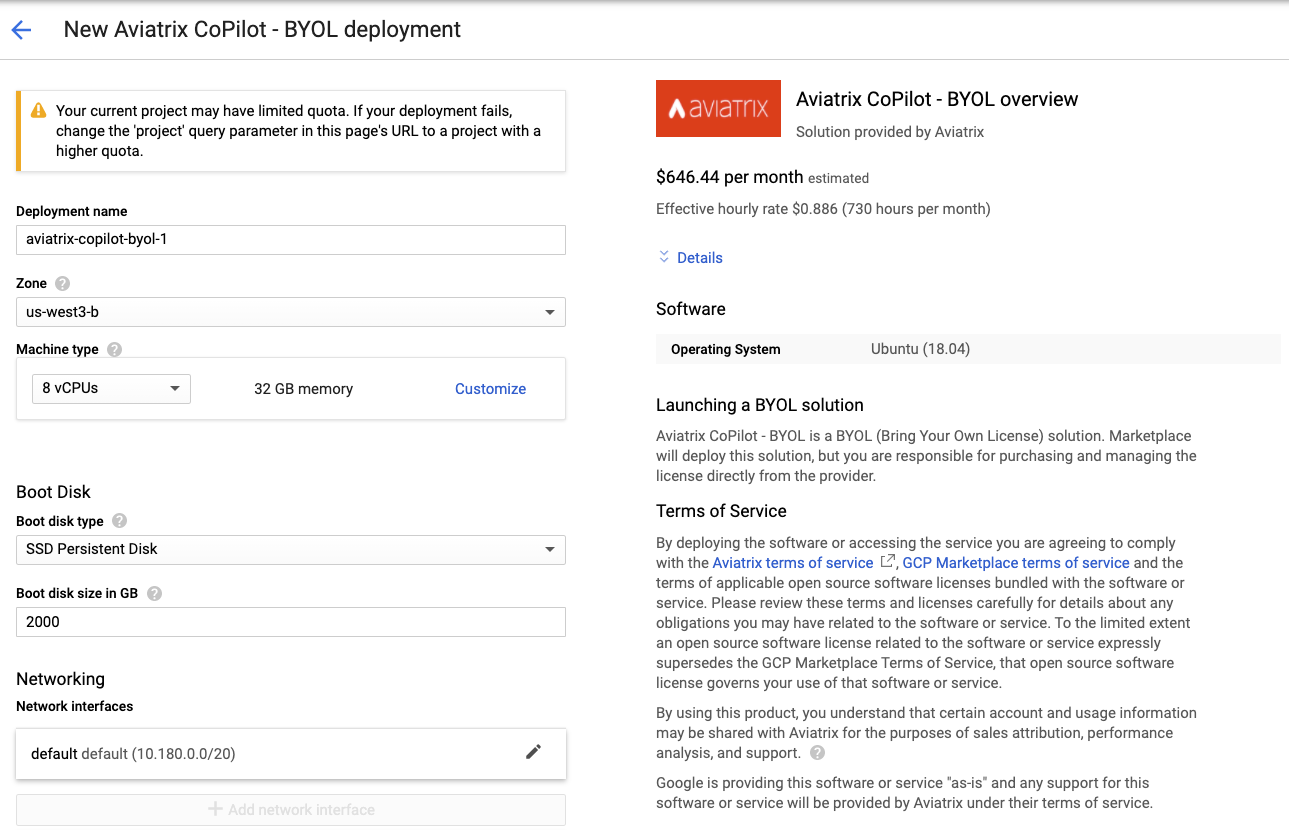 New Aviatrix CoPilot - BYOL deployment
Your current project may have limited quota. If your deployment fails,
change the 'project' query parameter in this page's URL to a project with a
higher quota.
Deployment name
aviatrix-copilot-byol-1
Zone ?
us-west3-b
Machine type ?
8 vCPUs 32 GB memory Customize
Boot Disk
Boot disk type ?
SSD Persistent Disk
Boot disk size in GB ?
2000
Networking
Network interfaces
default default (10.180.0.0/20)
+ Add network interface
aviatrix
Aviatrix CoPilot - BYOL overview
Solution provided by Aviatrix
$646.44 per month estimated
Effective hourly rate $0.886 (730 hours per month)
Details
Software
Operating System Ubuntu (18.04)
Launching a BYOL solution
Aviatrix CoPilot - BYOL is a BYOL (Bring Your Own License) solution. Marketplace
will deploy this solution, but you are responsible for purchasing and managing the
license directly from the provider.
Terms of Service
By deploying the software or accessing the service you are agreeing to comply
with the Aviatrix terms of service , GCP Marketplace terms of service and the
terms of applicable open source software licenses bundled with the software or
service. Please review these terms and licenses carefully for details about any
obligations you may have related to the software or service. To the limited extent
an open source software license related to the software or service expressly
supersedes the GCP Marketplace Terms of Service, that open source software
license governs your use of that software or service.
By using this product, you understand that certain account and usage information
may be shared with Aviatrix for the purposes of sales attribution, performance
analysis, and support. ?
Google is providing this software or service "as-is" and any support for this
software or service will be provided by Aviatrix under their terms of service.